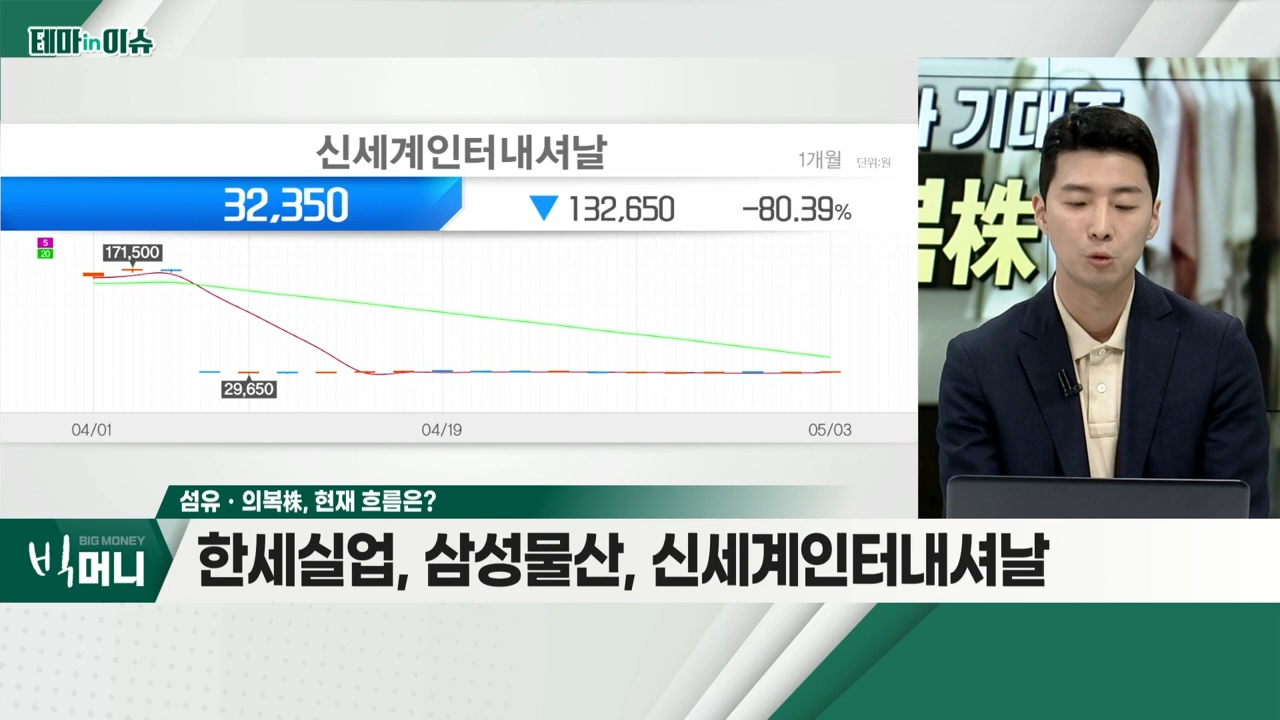 테마in이슈
신세계인터내셔날
1개월 단위:원
32,350 ▼132,650 -80.39%
5
20
171,500
29,650
04/01 04/19 05/03
기대주
株
섬유·의복株, 현재 흐름은?
BIG MONEY
빅머니
한세실업, 삼성물산, 신세계인터내셔날